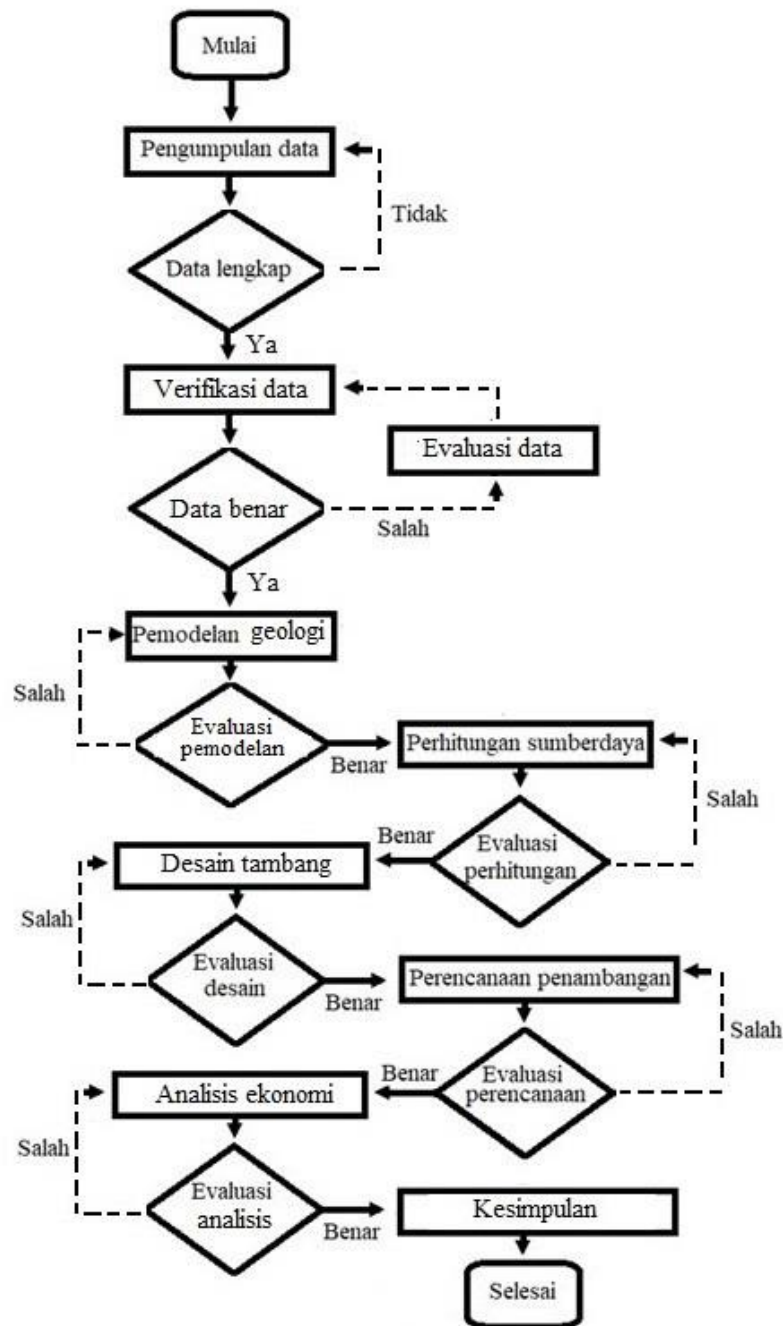 Mulai
Pengumpulan data
Tidak
Data lengkap
Ya
Verifikasi data
Evaluasi data
Data benar
Salah
Ya
Pemodelan geologi
Salah
Evaluasi
pemodelan
Benar
Perhitungan sumberdaya
Salah
Evaluasi
perhitungan
Benar
Desain tambang
Salah
Evaluasi
desain
Benar
Perencanaan penambangan
Salah
Evaluasi
perencanaan
Benar
Analisis ekonomi
Salah
Evaluasi
analisis
Benar
Kesimpulan
Selesai